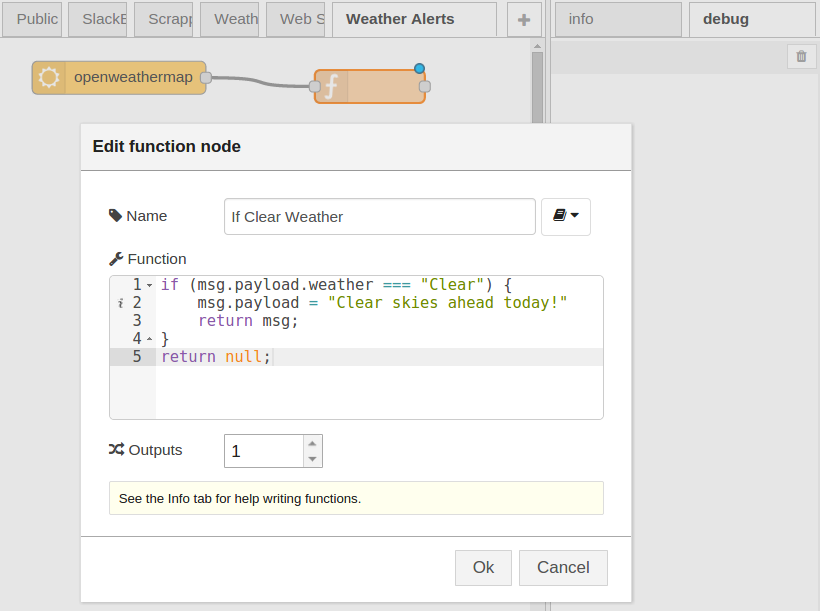 Public
SlackB
Scrapp
Weath
Web S
Weather Alerts
info
debug
openweathermap
Edit function node
Name
If Clear Weather
Function
1 if (msg.payload.weather === "Clear") {
2 msg.payload = "Clear skies ahead today!"
3 return msg;
4 }
5 return null;
Outputs
1
See the Info tab for help writing functions.
Ok
Cancel